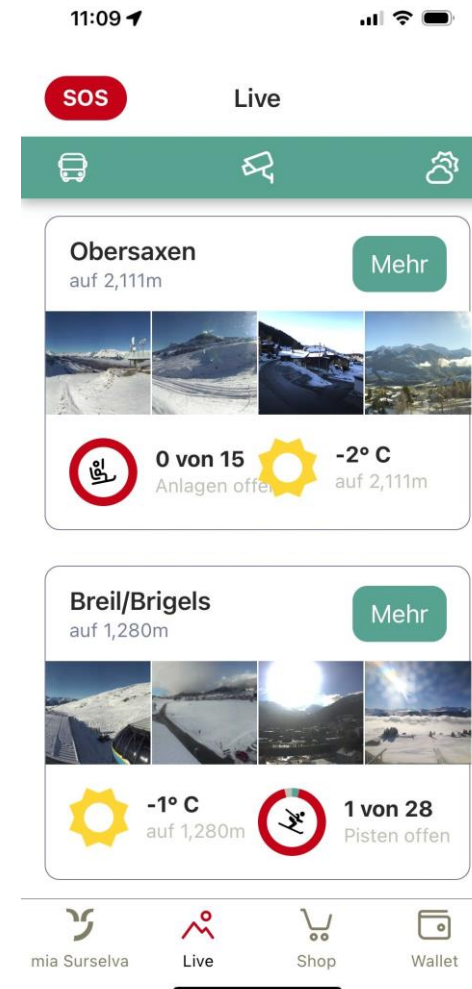 11:09
SOS
Live
Obersaxen
auf 2,111m
Mehr
0 von 15
Anlagen offen
-2° C
auf 2,111m
Breil/Brigels
auf 1,280m
Mehr
-1° C
auf 1,280m
1 von 28
Pisten offen
mia Surselva
Live
Shop
Wallet